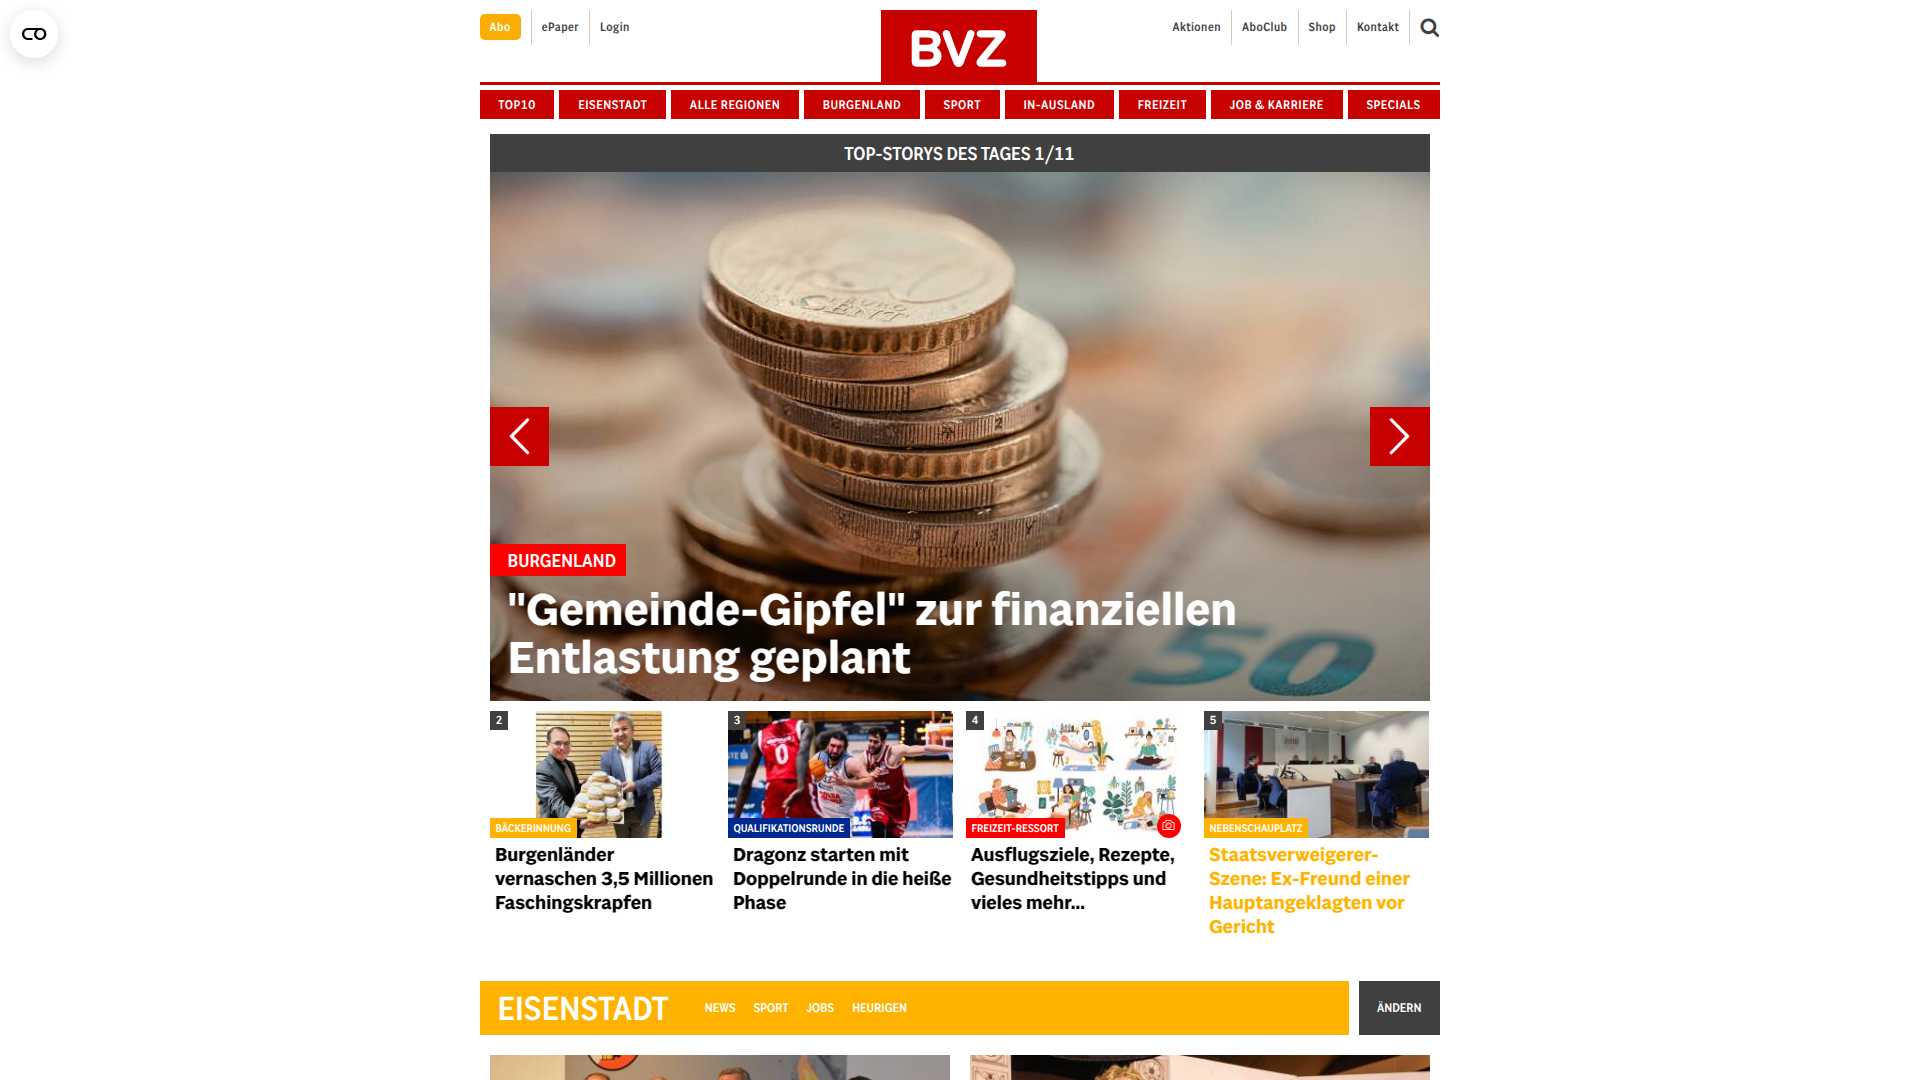 Abo
ePaper
Login
BVZ
Aktionen
AboClub
Shop
Kontakt
TOP10
EISENSTADT
ALLE REGIONEN
BURGENLAND
SPORT
IN-AUSLAND
FREIZEIT
JOB & KARRIERE
SPECIALS
TOP-STORYS DES TAGES 1/11
BURGENLAND
"Gemeinde-Gipfel" zur finanziellen
Entlastung geplant
50
2
BÄCKERINNUNG
Burgenländer
vernaschen 3,5 Millionen
Faschingskrapfen
3
0
QUALIFIKATIONSRUNDE
Dragonz starten mit
Doppelrunde in die heiße
Phase
4
FREIZEIT-RESSORT
Ausflugsziele, Rezepte,
Gesundheitstipps und
vieles mehr...
5
NEBENSCHAUPLATZ
Staatsverweigerer-
Szene: Ex-Freund einer
Hauptangeklagten vor
Gericht
EISENSTADT
NEWS
SPORT
JOBS
HEURIGEN
ÄNDERN